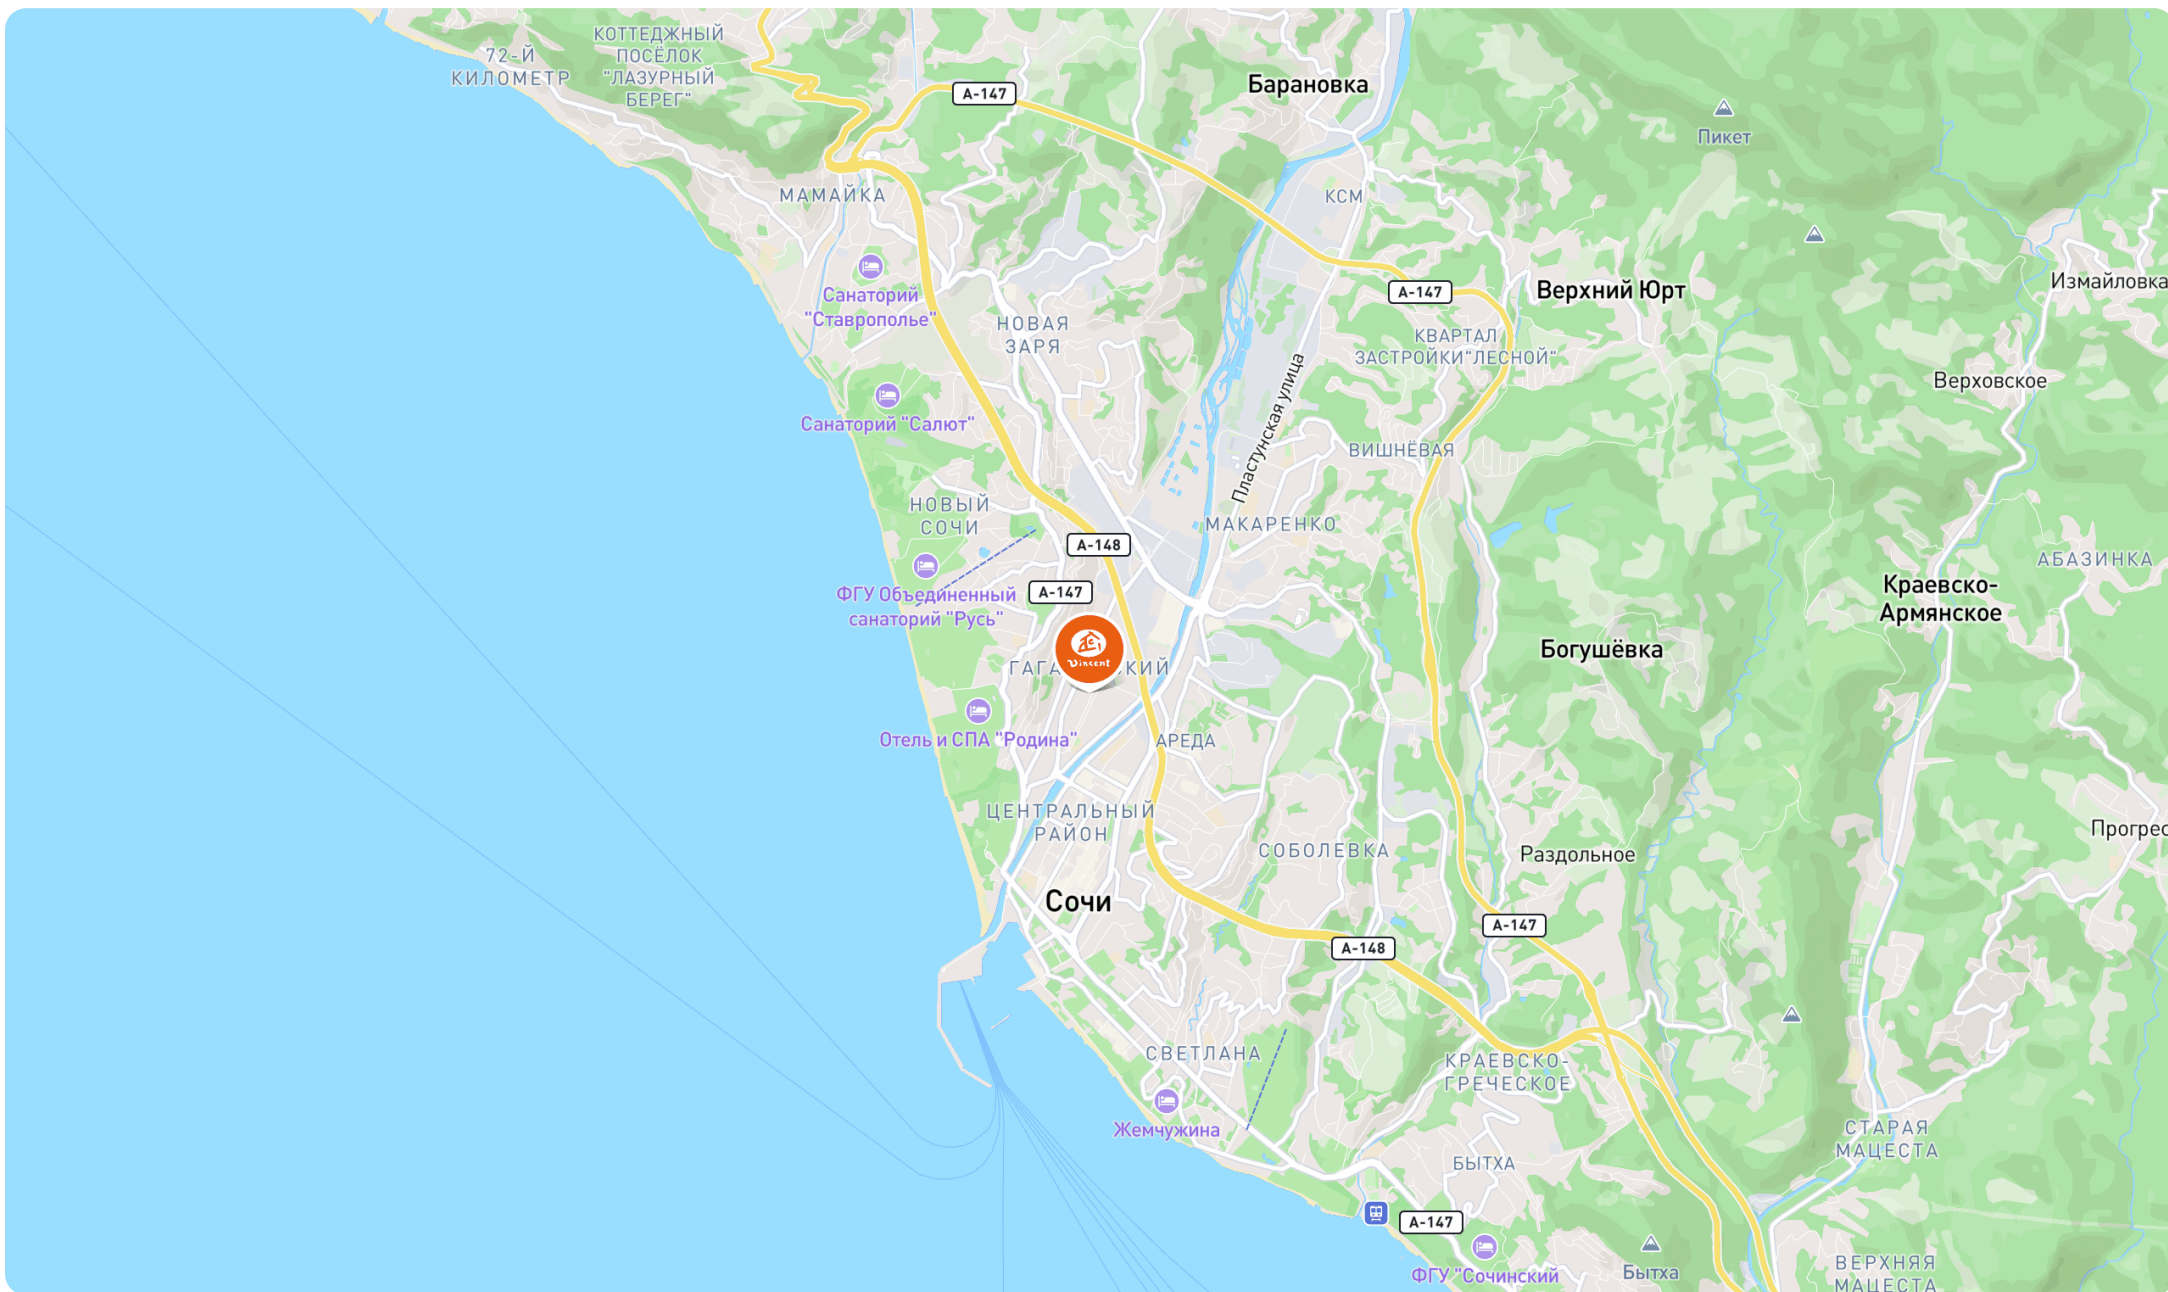 КОТТЕДЖНЫЙ
ПОСЁЛОК
"ЛАЗУРНЫЙ
БЕРЕГ"
72-Й
КИЛОМЕТР
А-147
Барановка
Пикет
МАМАЙКА
КСМ
Санаторий
"Ставрополье"
НОВАЯ
ЗАРЯ
А-147
Верхний Юрт
Измайловка
КВАРТАЛ
ЗАСТРОЙКИ"ЛЕСНОЙ"
Верховское
Санаторий "Салют"
Пластунская улица
ВИШНЁВАЯ
НОВЫЙ
СОЧИ
МАКАРЕНКО
А-148
АБАЗИНКА
ФГУ Объединенный
санаторий "Русь"
А-147
Краевско-
Армянское
Vincent
Богушёвка
Отель и СПА "Родина"
АРЕДА
ЦЕНТРАЛЬНЫЙ
РАЙОН
СОБОЛЕВКА
Раздольное
Прогрес
Сочи
А-147
А-148
СВЕТЛАНА
КРАЕВСКО-
ГРЕЧЕСКОЕ
Жемчужина
СТАРАЯ
МАЦЕСТА
БЫТХА
А-147
ФГУ "Сочинский
Бытха
ВЕРХНЯЯ
МАЦЕСТА